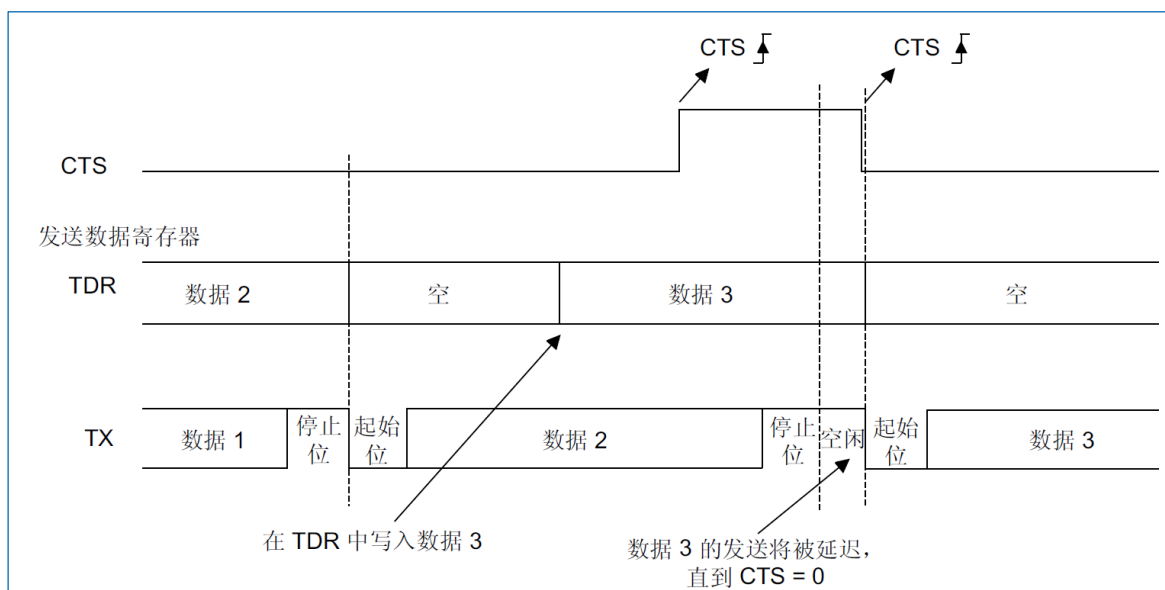 CTS
CTS
CTS
发送数据寄存器
TDR
数据 2
空
数据 3
空
TX
数据 1
停止
位
起始
位
数据 2
停止
位
空闲
起始
位
数据 3
在 TDR 中写入数据 3
数据 3 的发送将被延迟，
直到 CTS = 0